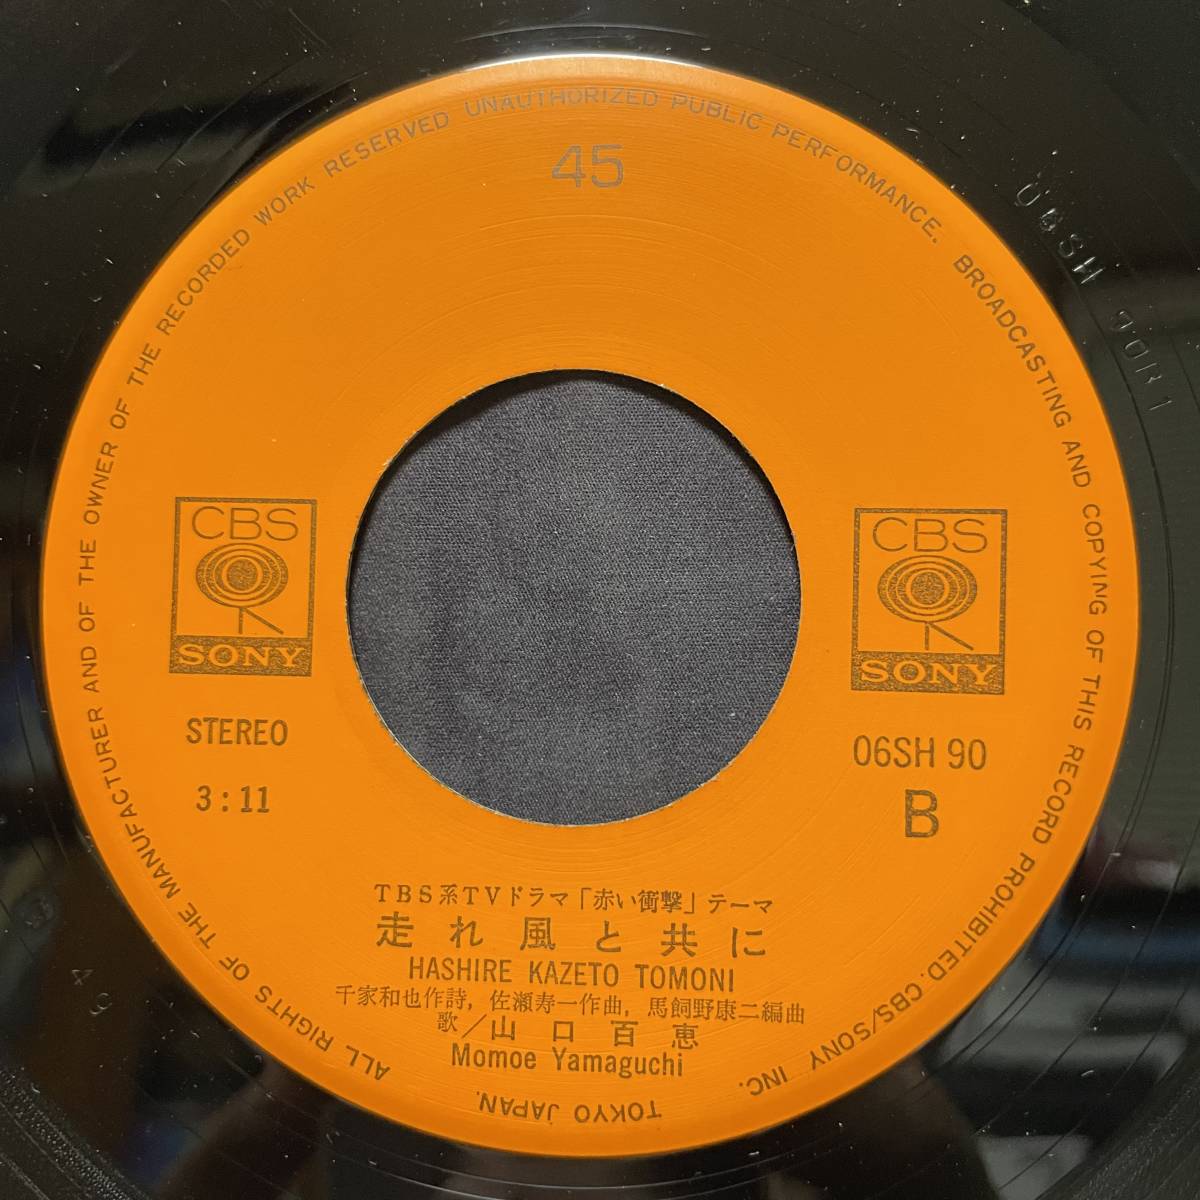 ALL RIGHTS OF THE MANUFACTURER AND OF THE OWNER OF THE RECORDED WORK RESERVED UNAUTHORIZED PUBLIC PERFORMANCE. BROADCASTING AND COPYING OF THIS RECORD PROHIBITED. CBS/SONY INC. TOKYO JAPAN.
45
CBS
SONY
CBS
SONY
STEREO
3:11
06SH 90
B
TBS系TVドラマ「赤い衝撃」テーマ
走れ風と共に
HASHIRE KAZETO TOMONI
千家和也作詩, 佐瀬寿一作曲, 馬飼野康二編曲
歌/山口百恵
Momoe Yamaguchi